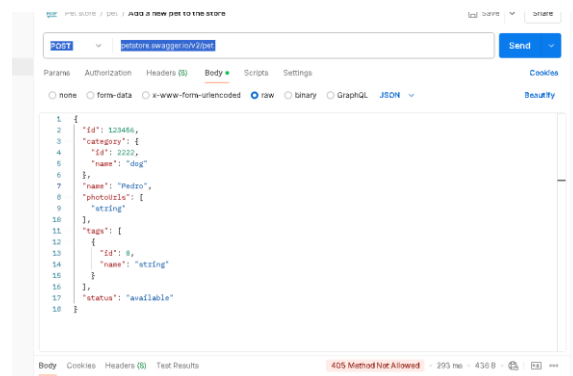 HTTP Pet store / pet / Add a new pet to the store Save Share
POST petstore.swagger.io/v2/pet Send
Params Authorization Headers (8) Body Scripts Settings Cookies
none form-data x-www-form-urlencoded raw binary GraphQL JSON Beautify
1 {
2 "id": 123456,
3 "category": {
4 "id": 2222,
5 "name": "dog"
6 },
7 "name": "Pedro",
8 "photoUrls": [
9 "string"
10 ],
11 "tags": [
12 {
13 "id": 0,
14 "name": "string"
15 }
16 ],
17 "status": "available"
18 }
Body Cookies Headers (8) Test Results 405 Method Not Allowed 293 ms 436 B